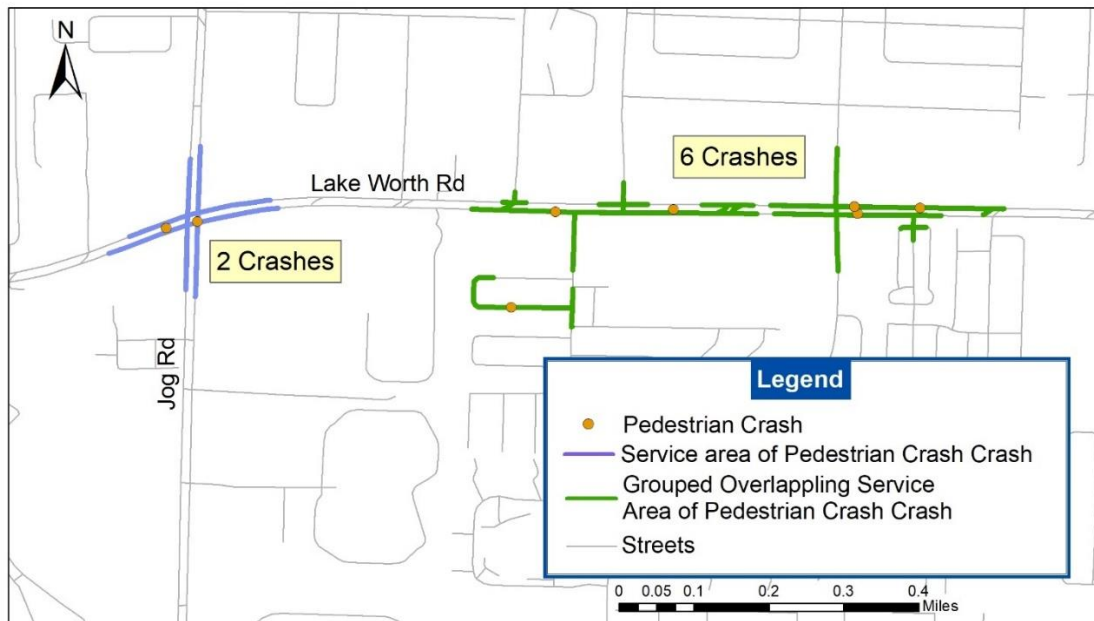 N
Lake Worth Rd
6 Crashes
2 Crashes
Jog Rd
Legend
Pedestrian Crash
Service area of Pedestrian Crash Crash
Grouped Overlappling Service
Area of Pedestrian Crash Crash
Streets
0 0.05 0.1 0.2 0.3 0.4
Miles